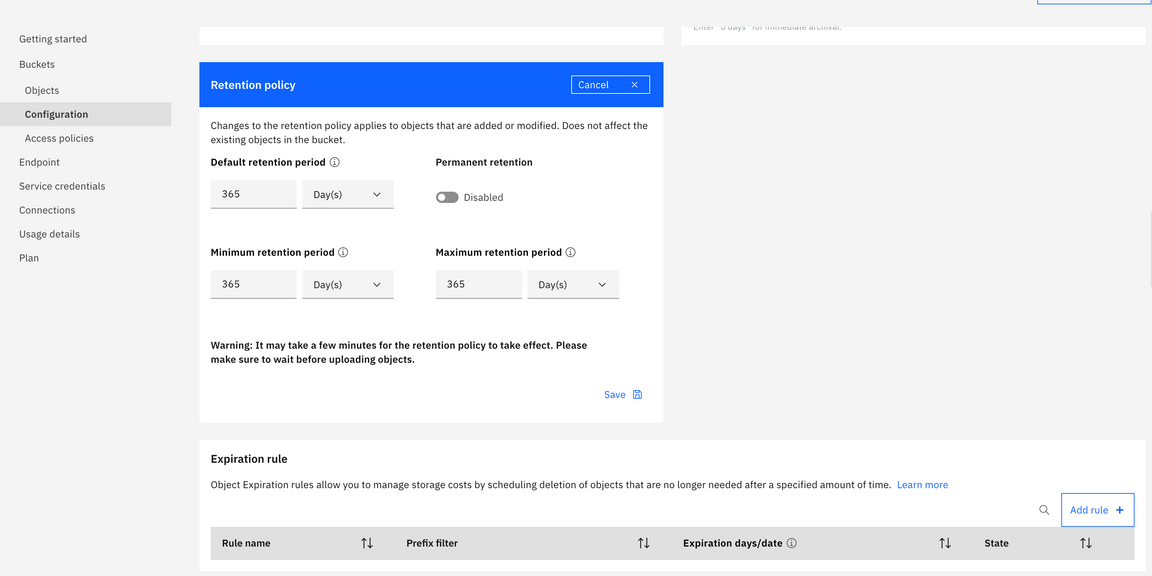 Enter "0 days" for immediate archival.
Getting started
Buckets
Objects
Configuration
Access policies
Endpoint
Service credentials
Connections
Usage details
Plan
Retention policy
Cancel
Changes to the retention policy applies to objects that are added or modified. Does not affect the
existing objects in the bucket.
Default retention period
Permanent retention
365
Day(s)
Disabled
Minimum retention period
Maximum retention period
365
Day(s)
365
Day(s)
Warning: It may take a few minutes for the retention policy to take effect. Please
make sure to wait before uploading objects.
Save
Expiration rule
Object Expiration rules allow you to manage storage costs by scheduling deletion of objects that are no longer needed after a specified amount of time. Learn more
Add rule +
Rule name
Prefix filter
Expiration days/date
State